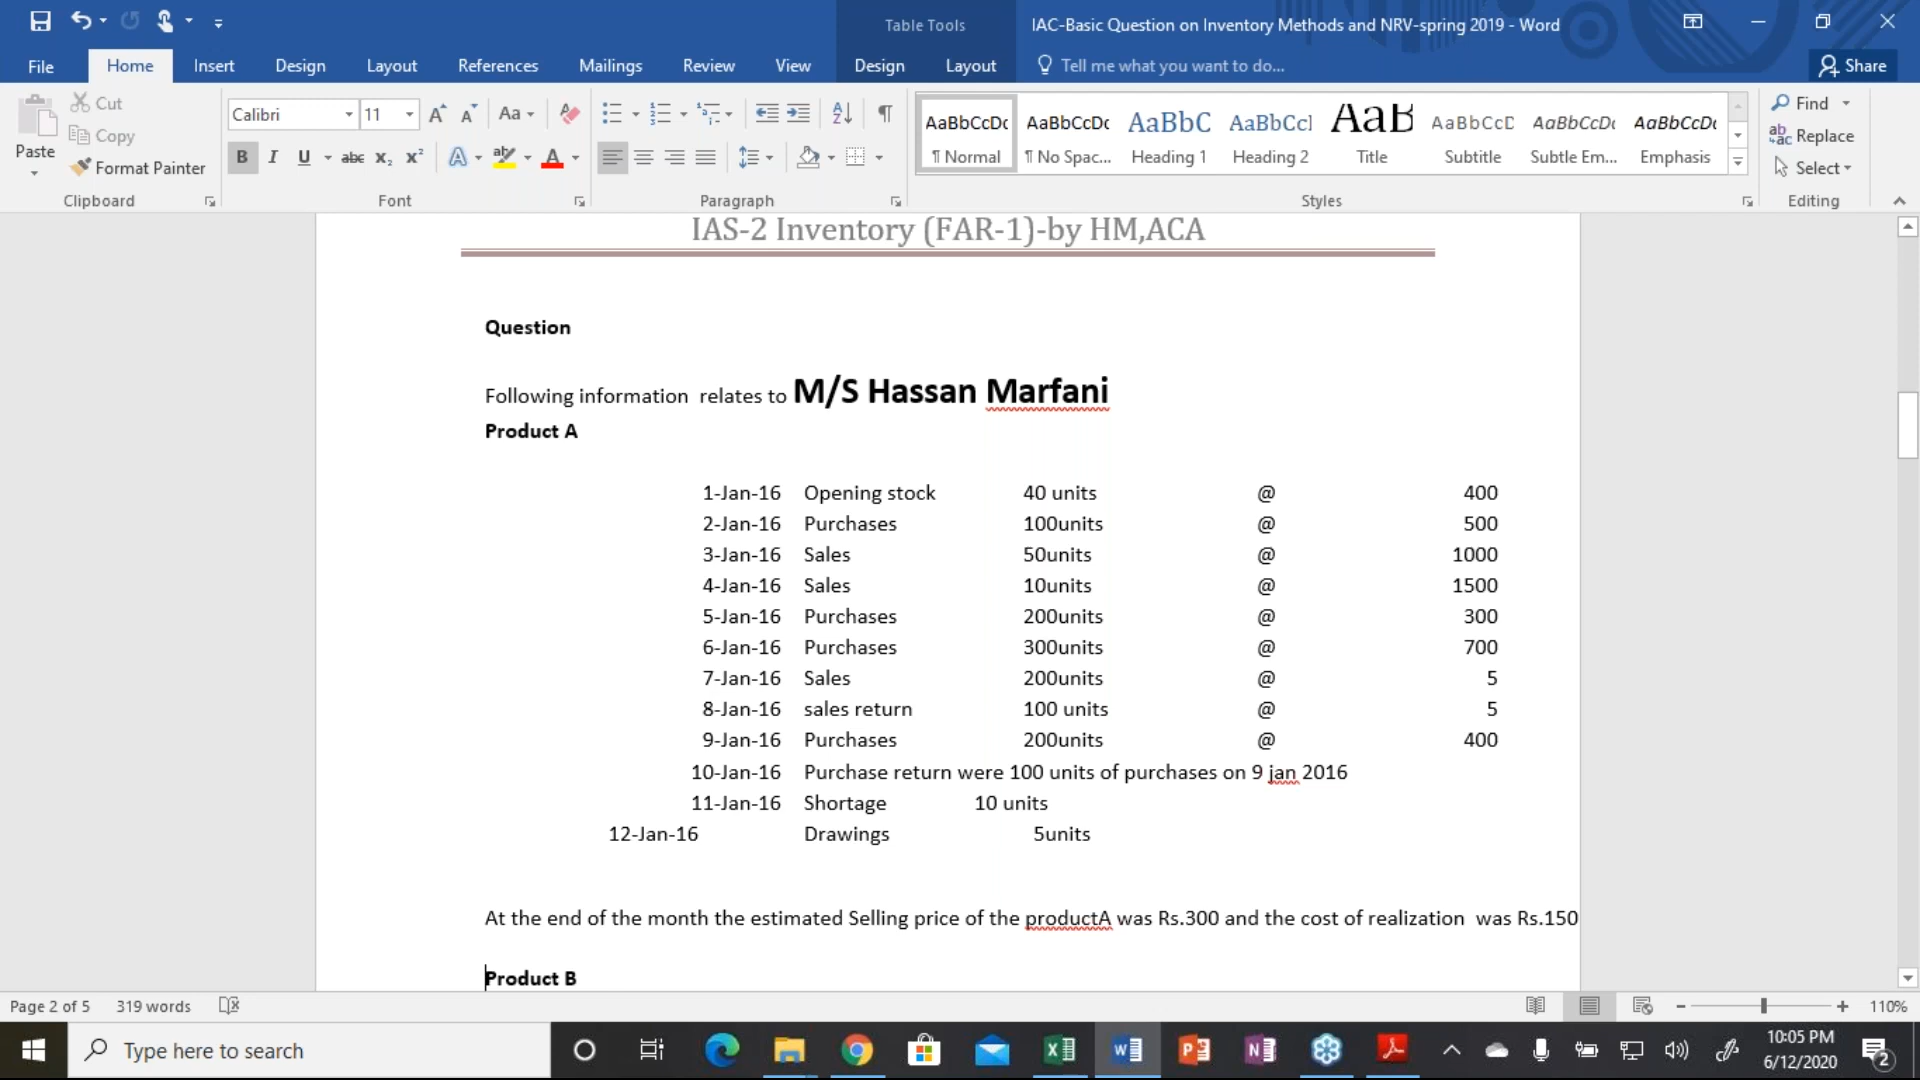 Table Tools
IAC-Basic Question on Inventory Methods and NRV-spring 2019 - Word
File Home Insert Design Layout References Mailings Review View Design Layout Tell me what you want to do... Share
Paste
Cut
Copy
Format Painter
Clipboard
Calibri 11 Aa
B I U abc x₂ x² A aby A
Font
Paragraph
AaBbCcDc AaBbCcDc AaBbC AaBbCcl AaB AaBbCcD AaBbCcDc AaBbCcDc
¶ Normal ¶ No Spac... Heading 1 Heading 2 Title Subtitle Subtle Em... Emphasis
Styles
Find
Replace
Select
Editing
IAS-2 Inventory (FAR-1)-by HM,ACA
Question
Following information relates to M/S Hassan Marfani
Product A
1-Jan-16 Opening stock 40 units @ 400
2-Jan-16 Purchases 100units @ 500
3-Jan-16 Sales 50units @ 1000
4-Jan-16 Sales 10units @ 1500
5-Jan-16 Purchases 200units @ 300
6-Jan-16 Purchases 300units @ 700
7-Jan-16 Sales 200units @ 5
8-Jan-16 sales return 100 units @ 5
9-Jan-16 Purchases 200units @ 400
10-Jan-16 Purchase return were 100 units of purchases on 9 jan 2016
11-Jan-16 Shortage 10 units
12-Jan-16 Drawings 5units
At the end of the month the estimated Selling price of the productA was Rs.300 and the cost of realization was Rs.150
Product B
Page 2 of 5 319 words 110%
Type here to search
10:05 PM
6/12/2020
2